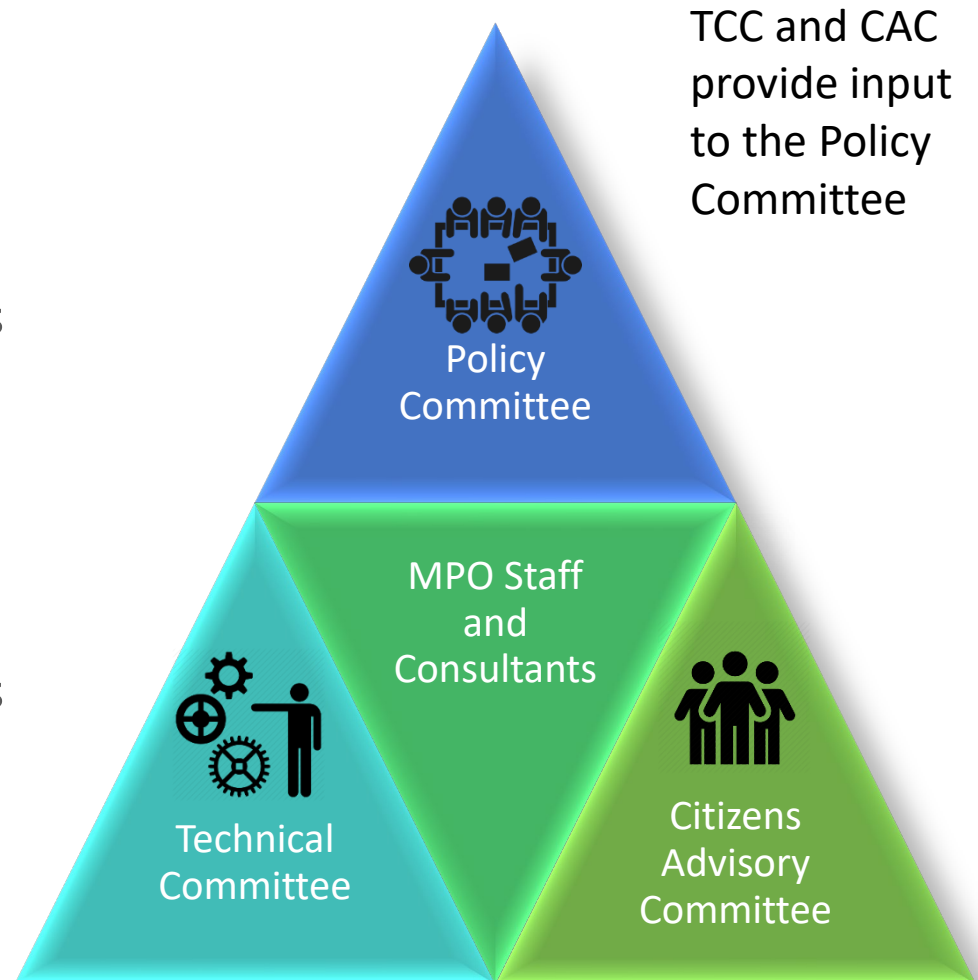 TCC and CAC
provide input
to the Policy
Committee
s
Policy
Committee
MPO Staff
and
Consultants
s
Technical
Committee
Citizens
Advisory
Committee